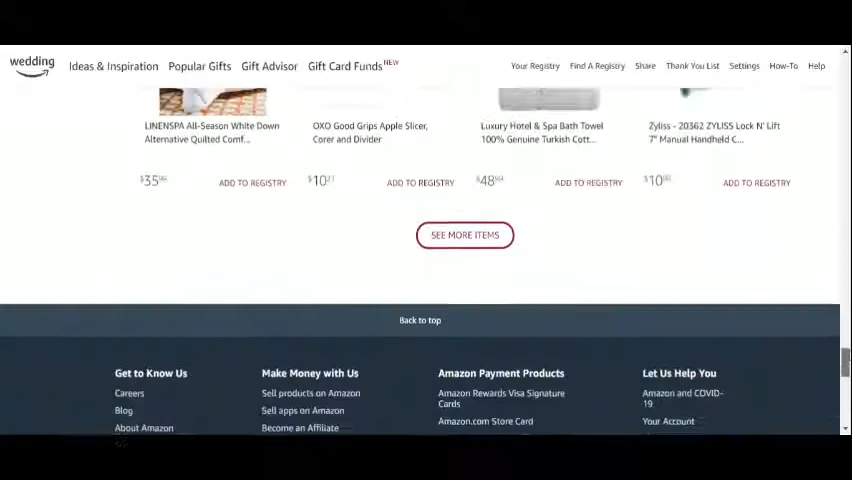 wedding
Ideas & Inspiration Popular Gifts Gift Advisor Gift Card Funds NEW Your Registry Find A Registry Share Thank You List Settings How-To Help
LINENSPA All-Season White Down Alternative Quilted Comf...
OXO Good Grips Apple Slicer, Corer and Divider
Luxury Hotel & Spa Bath Towel 100% Genuine Turkish Cott...
Zyliss - 20362 ZYLISS Lock N' Lift 7" Manual Handheld C...
$35 ADD TO REGISTRY $10 ADD TO REGISTRY $48 ADD TO REGISTRY $10 ADD TO REGISTRY
SEE MORE ITEMS
Back to top
Get to Know Us
Careers
Blog
About Amazon
Make Money with Us
Sell products on Amazon
Sell apps on Amazon
Become an Affiliate
Amazon Payment Products
Amazon Rewards Visa Signature
Cards
Amazon.com Store Card
Let Us Help You
Amazon and COVID-
19
Your Account